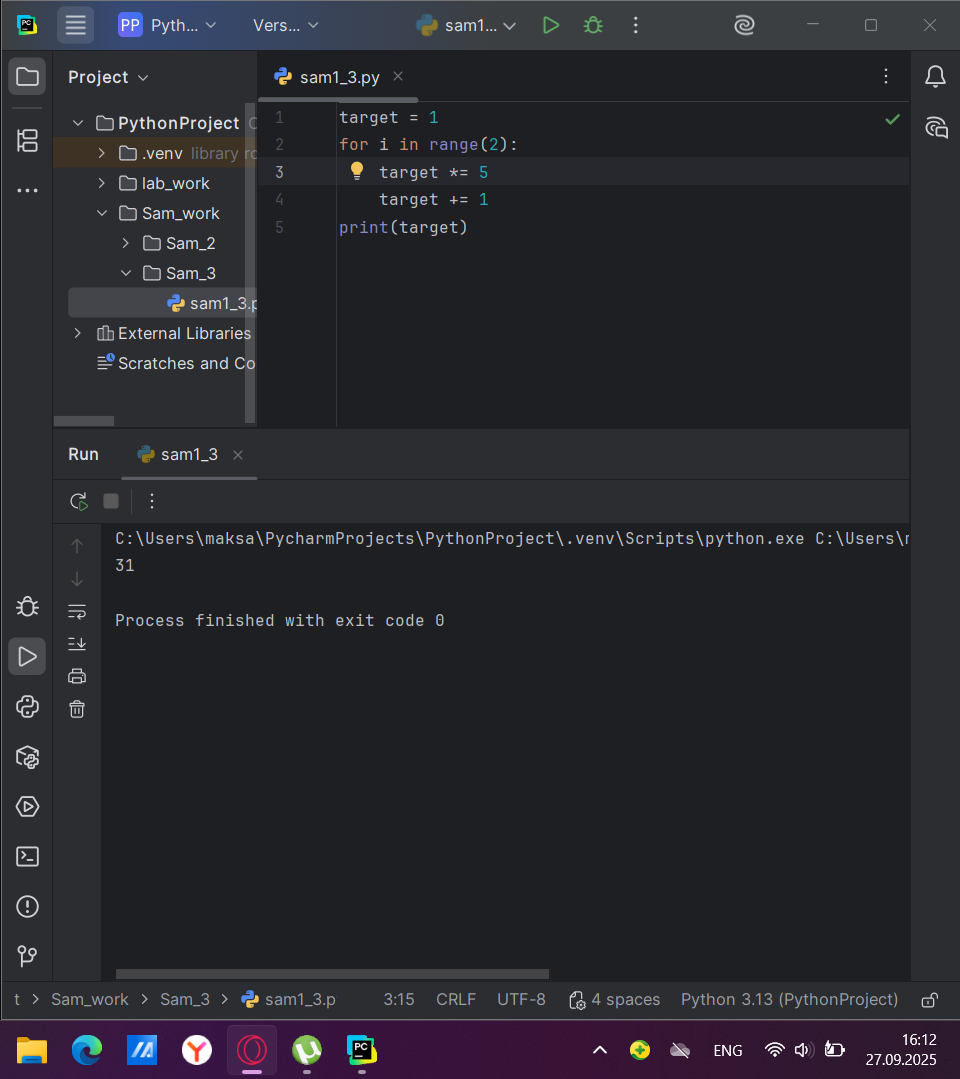 PC PP Pyth... Vers... sam1...
Project
sam1_3.py
PythonProject
.venv library
lab_work
Sam_work
Sam_2
Sam_3
sam1_3.p
External Libraries
Scratches and Co
1 target = 1
2 for i in range(2):
3 target *= 5
4 target += 1
5 print(target)
Run sam1_3
C:\Users\maksa\PycharmProjects\PythonProject\.venv\Scripts\python.exe C:\Users\
31
Process finished with exit code 0
t > Sam_work > Sam_3 > sam1_3.p 3:15 CRLF UTF-8 4 spaces Python 3.13 (PythonProject)
PC ENG 16:12
27.09.2025